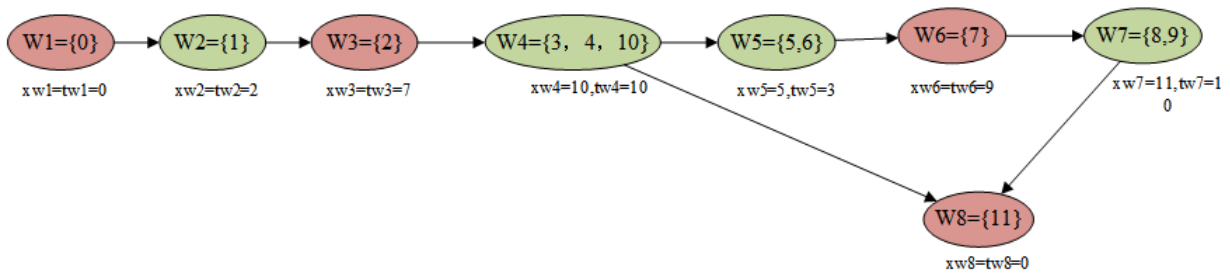 W1={0}
W2={1}
W3={2}
W4={3，4，10}
W5={5,6}
W6={7}
W7={8,9}
xw1=tw1=0
xw2=tw2=2
xw3=tw3=7
xw4=10,tw4=10
xw5=5,tw5=3
xw6=tw6=9
xw7=11,tw7=1
0
W8={11}
xw8=tw8=0